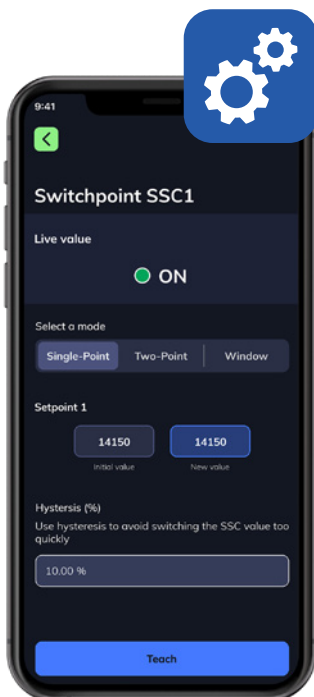 9:41
Switchpoint SSC1
Live value
ON
Select a mode
Single-Point Two-Point Window
Setpoint 1
14150 14150
Initial value New value
Hystersis (%)
Use hysteresis to avoid switching the SSC value too
quickly
10.00 %
Teach